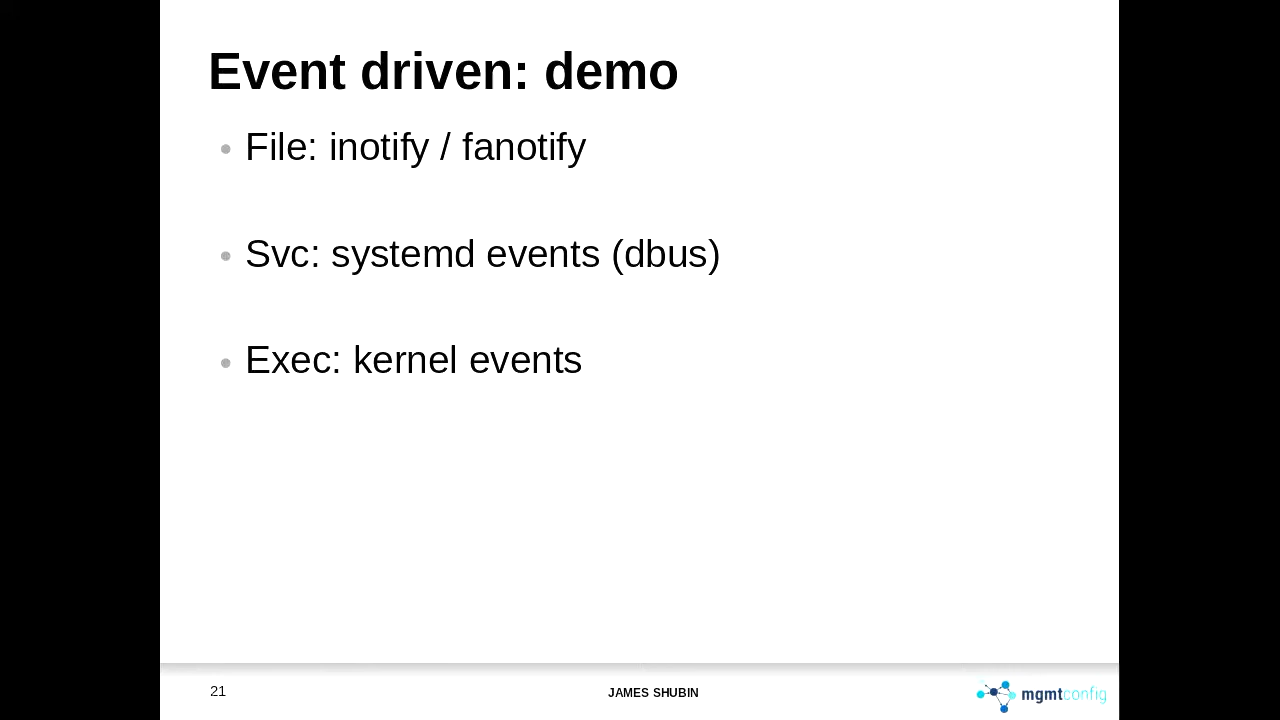 Event driven: demo
File: inotify / fanotify
Svc: systemd events (dbus)
Exec: kernel events
21
JAMES SHUBIN
mgmtconfig